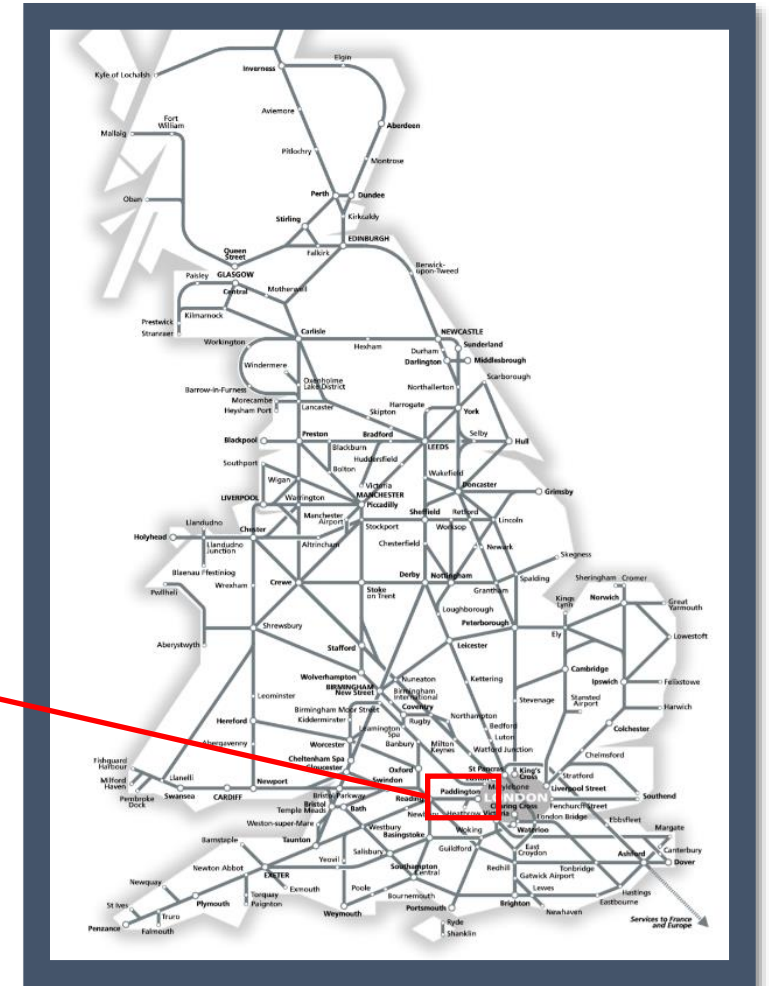 Elgin
Inverness
Kyle of Lochalsh
Aviemore
Fort
William
Mallaig
Aberdeen
Pitlochry
Montrose
Perth
Dundee
Oban
Stirling
Kirkcaldy
EDINBURGH
Queen
Street
Falkirk
Berwick-
upon-Tweed
Paisley
GLASGOW
Central
Motherwell
Prestwick
Kilmarnock
Stranraer
Carlisle
NEWCASTLE
Workington
Hexham
Sunderland
Durham
Darlington
Middlesbrough
Windermere
Scarborough
Oxenholme
Lake District
Northallerton
Barrow-in-Furness
Morecambe
Heysham Port
Lancaster
Harrogate
Skipton
York
Blackpool
Preston
Bradford
Selby
Blackburn
LEEDS
Hull
Southport
Huddersfield
Bolton
Wakefield
Wigan
Victoria
Doncaster
MANCHESTER
Piccadilly
Grimsby
LIVERPOOL
Warrington
Manchester
Airport
Sheffield
Retford
Llandudno
Stockport
Worksop
Lincoln
Holyhead
Chester
Llandudno
Junction
Altrincham
Chesterfield
Newark
Skegness
Blaenau Ffestiniog
Wrexham
Crewe
Stoke
on Trent
Derby
Nottingham
Grantham
Spalding
Sheringham
Cromer
Pwllheli
Kings
Lynn
Norwich
Great
Yarmouth
Loughborough
Peterborough
Ely
Lowestoft
Aberystwyth
Shrewsbury
Stafford
Leicester
Wolverhampton
BIRMINGHAM
New Street
Nuneaton
Birmingham
International
Kettering
Cambridge
Ipswich
Felixstowe
Leominster
Birmingham Moor Street
Kidderminster
Coventry
Rugby
Northampton
Stevenage
Stansted
Airport
Harwich
Hereford
Leamington
Spa
Bedford
Colchester
Abergavenny
Worcester
Banbury
Milton
Keynes
Luton
Watford Junction
Chelmsford
Fishguard
Harbour
Cheltenham Spa
Gloucester
Oxford
St Pancras
King's
Cross
Milford
Haven
Llanelli
Swindon
Stratford
Pembroke
Dock
Swansea
CARDIFF
Newport
Bristol Parkway
Reading
Paddington
Marylebone
Liverpool Street
LONDON
Southend
Bristol
Temple Meads
Bath
Charing Cross
Fenchurch Street
Heathrow
Victoria
London Bridge
Ebbsfleet
Weston-super-Mare
Westbury
Basingstoke
Woking
Waterloo
Margate
Barnstaple
Taunton
Salisbury
Guildford
East
Croydon
Canterbury
Ashford
Dover
Newton Abbot
Yeovil
Southampton
Central
Redhill
Tonbridge
Gatwick Airport
Newquay
EXETER
Exmouth
Poole
Bournemouth
Lewes
Hastings
Eastbourne
St Ives
Truro
Plymouth
Torquay
Paignton
Weymouth
Portsmouth
Brighton
Newhaven
Penzance
Falmouth
Ryde
Shanklin
Services to France
and Europe